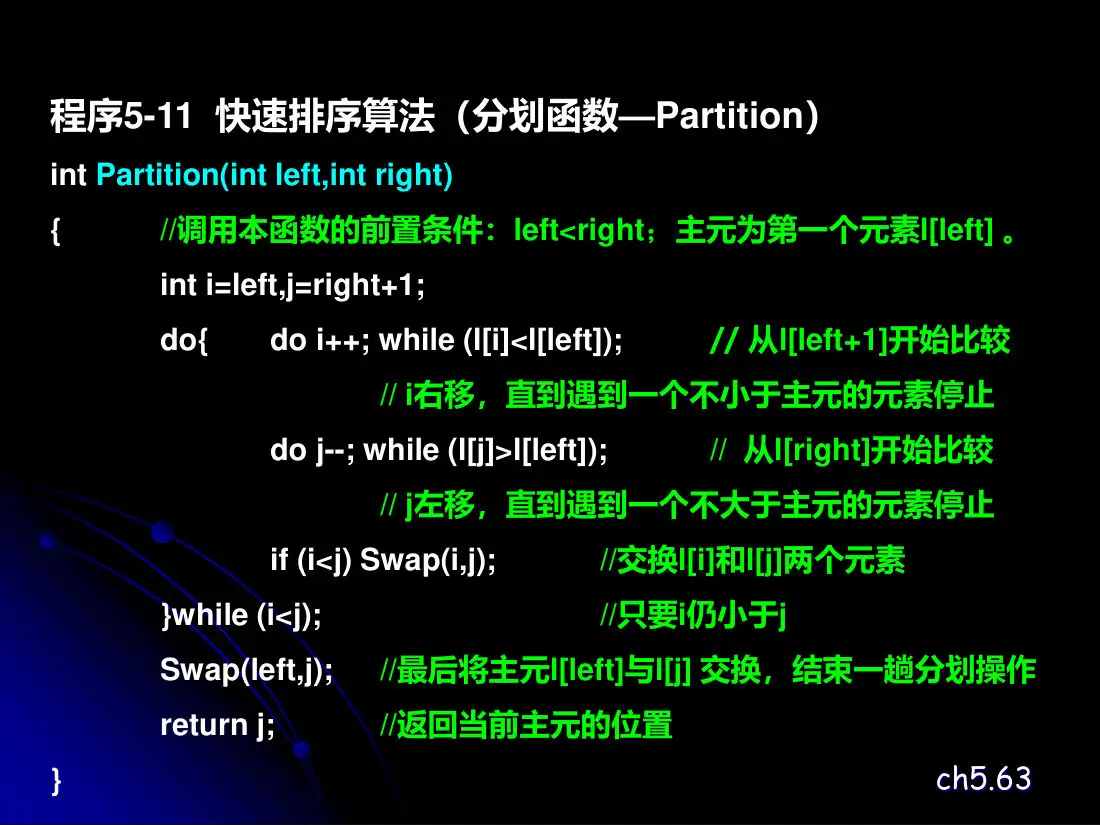 程序5-11 快速排序算法（分划函数—Partition）
int Partition(int left,int right)
{ //调用本函数的前置条件：left<right；主元为第一个元素l[left] 。
int i=left,j=right+1;
do{ do i++; while (l[i]<l[left]); // 从l[left+1]开始比较
// i右移，直到遇到一个不小于主元的元素停止
do j--; while (l[j]>l[left]); // 从l[right]开始比较
// j左移，直到遇到一个不大于主元的元素停止
if (i<j) Swap(i,j); //交换l[i]和l[j]两个元素
}while (i<j); //只要i仍小于j
Swap(left,j); //最后将主元l[left]与l[j] 交换，结束一趟分划操作
return j; //返回当前主元的位置
}
ch5.63